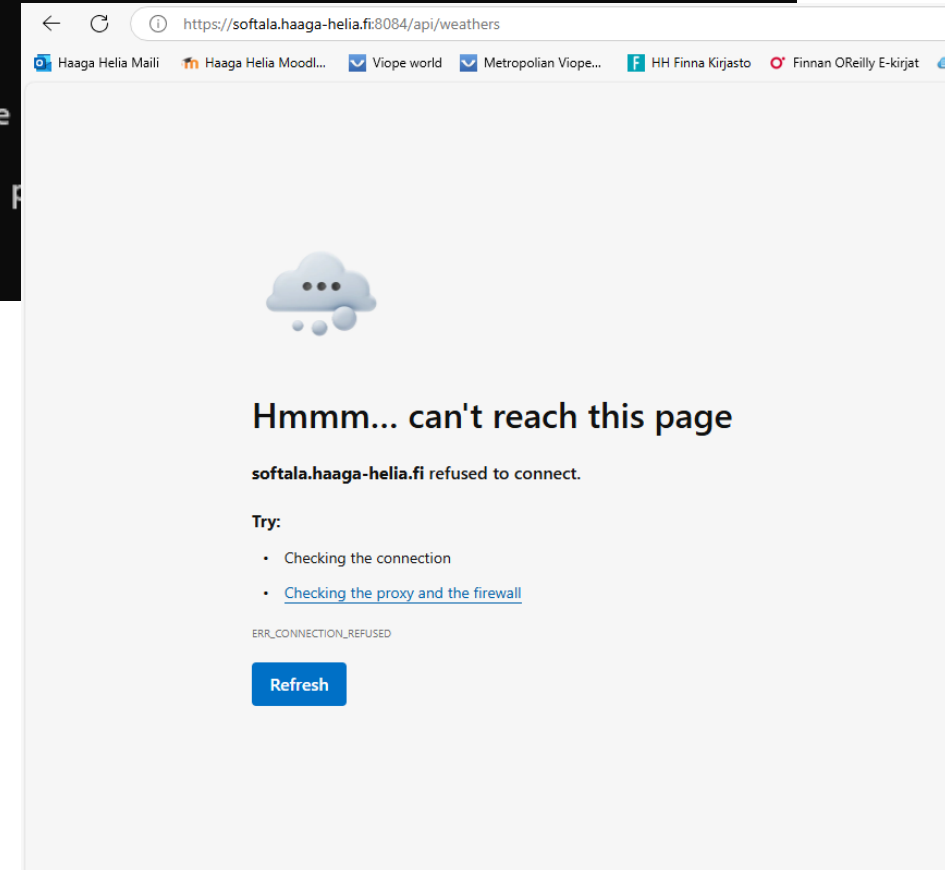 https://softala.haaga-helia.fi:8084/api/weathers
Haaga Helia Maili Haaga Helia Moodl... Viope world Metropolian Viope... HH Finna Kirjasto Finnan OReilly E-kirjat
e
p
Hmmm... can't reach this page
softala.haaga-helia.fi refused to connect.
Try:
• Checking the connection
• Checking the proxy and the firewall
ERR_CONNECTION_REFUSED
Refresh